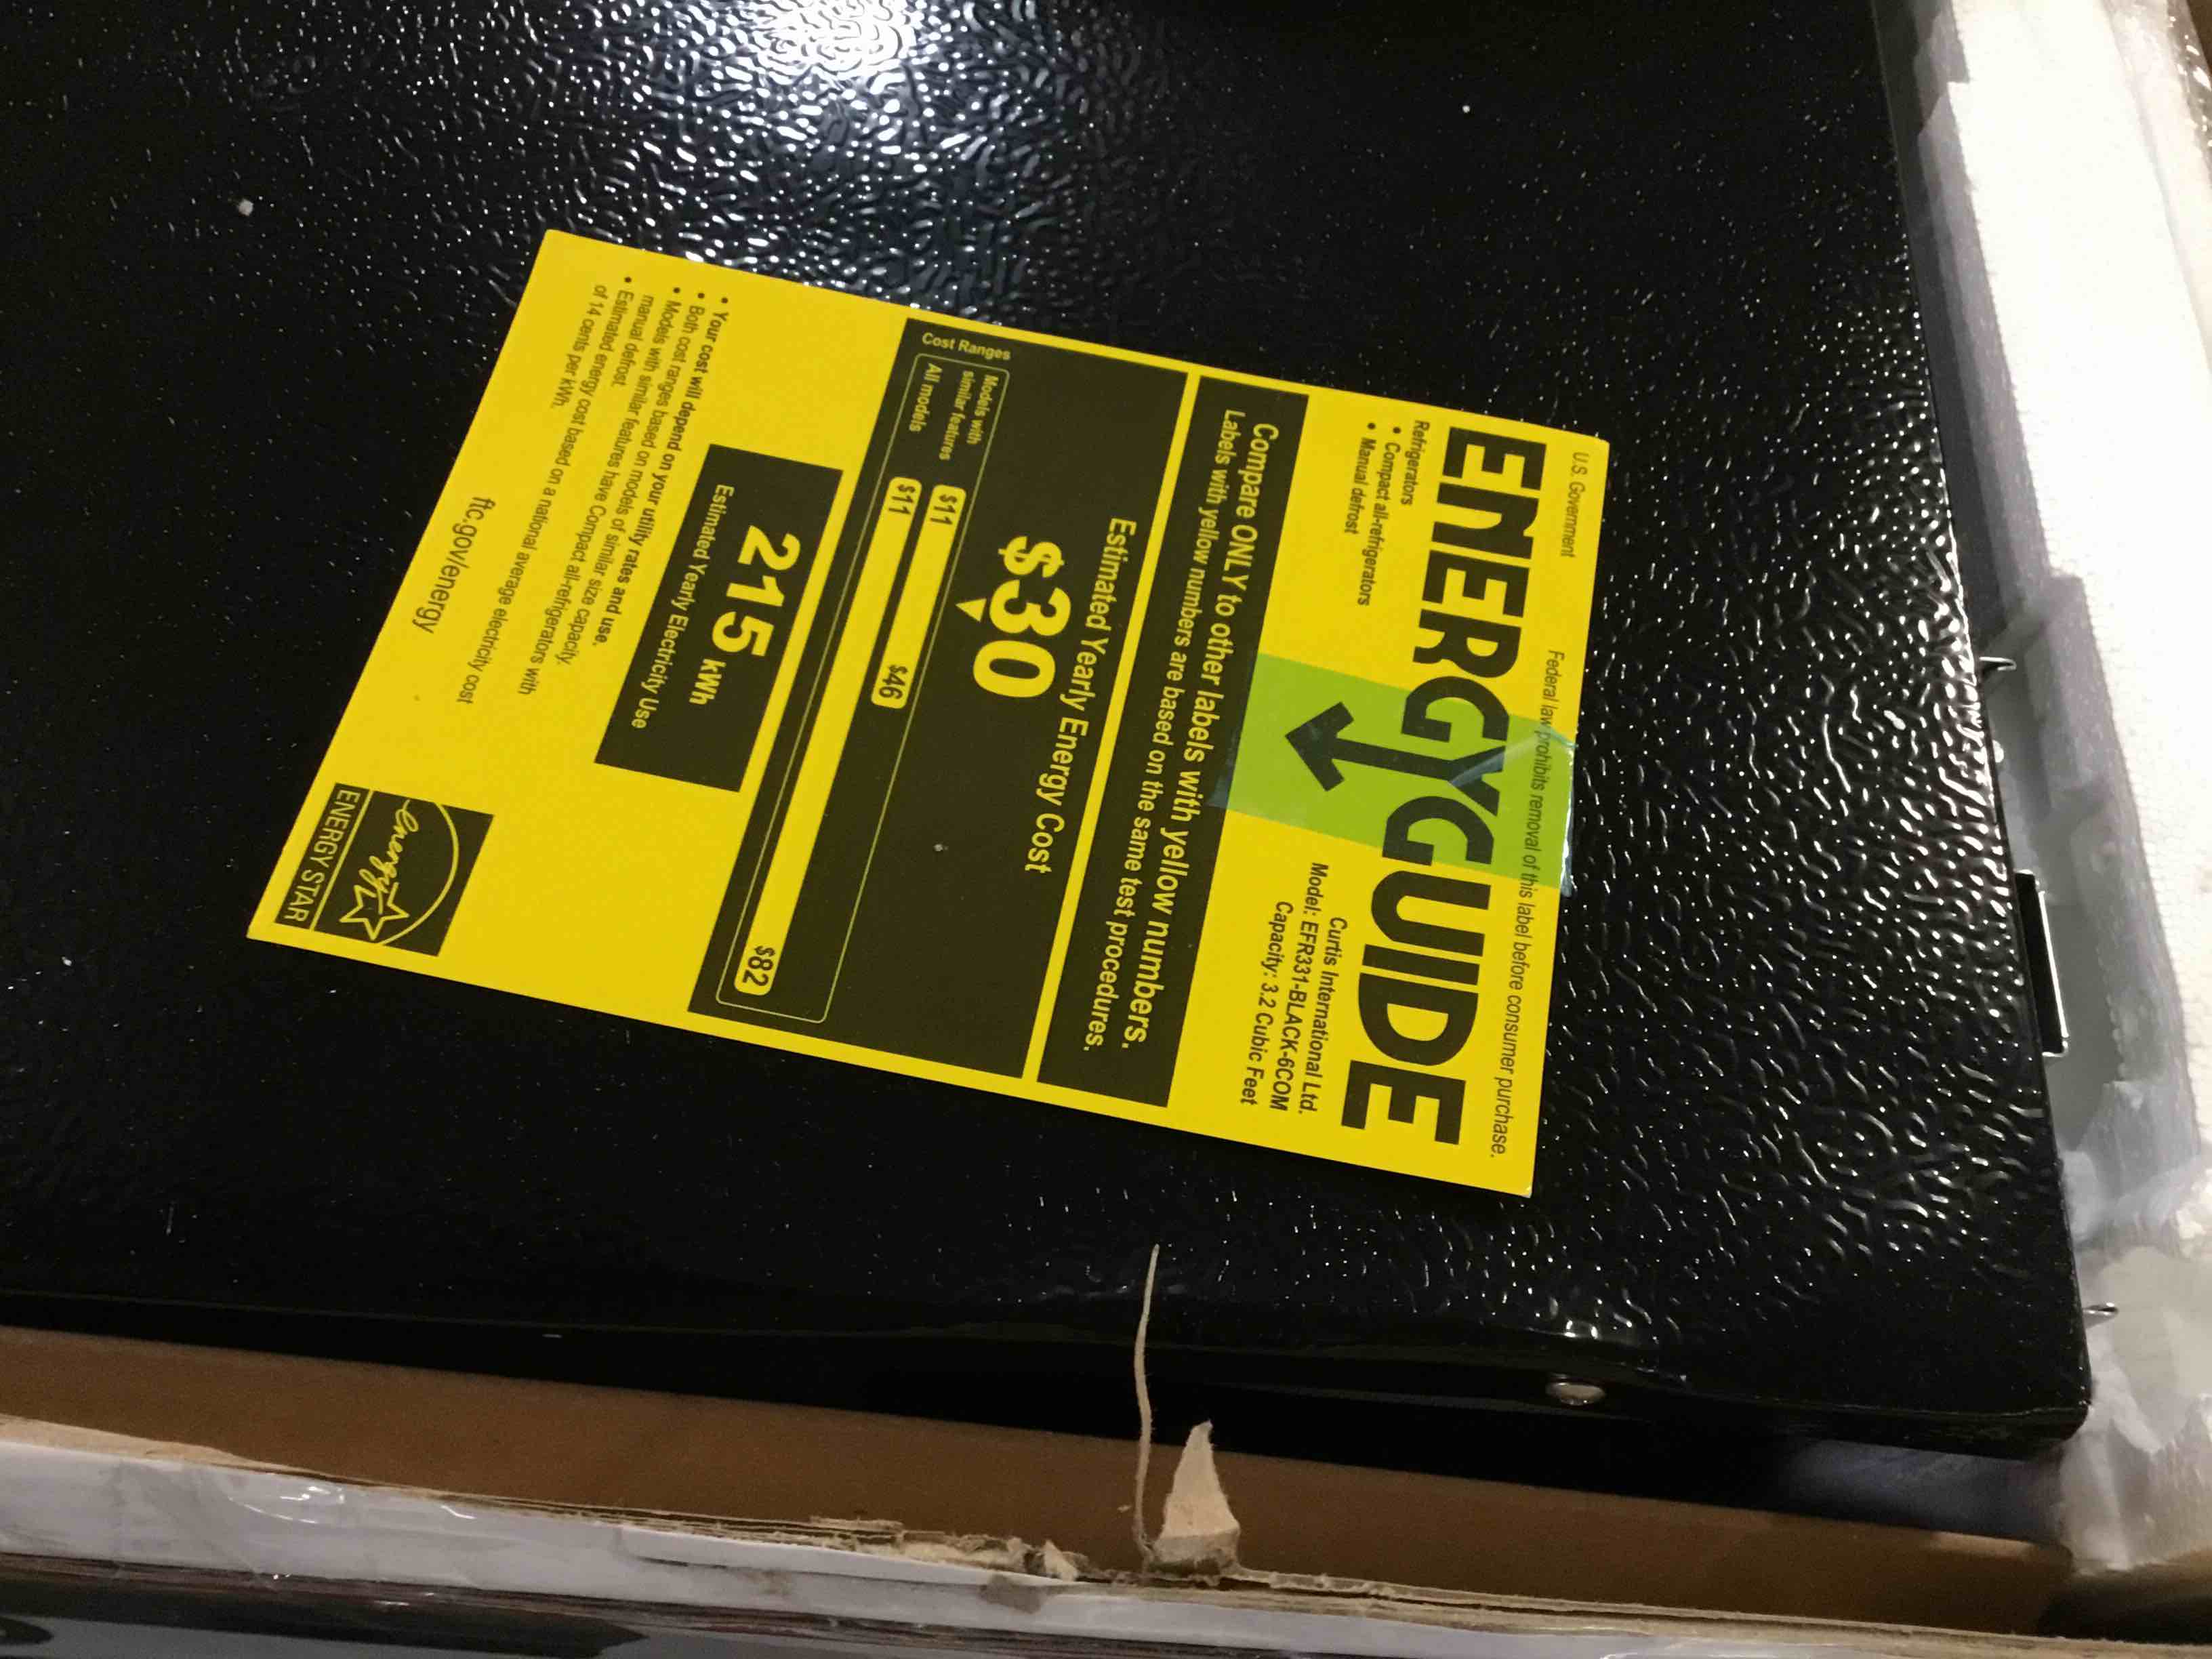 U.S. Government
Federal law prohibits removal of this label before consumer purchase.
ENERGYGUIDE
Refrigerators
• Compact all-refrigerators
• Manual defrost
Curtis International Ltd.
Model: EFR331-BLACK-6COM
Capacity: 3.2 Cubic Feet
Compare ONLY to other labels with yellow numbers.
Labels with yellow numbers are based on the same test procedures.
Estimated Yearly Energy Cost
$30
Cost Ranges
Models with
similar features
$11
$46
All models
$11
$82
215 kWh
Estimated Yearly Electricity Use
• Your cost will depend on your utility rates and use.
• Both cost ranges based on models of similar size capacity.
• Models with similar features have Compact all-refrigerators with
manual defrost.
• Estimated energy cost based on a national average electricity cost
of 14 cents per kWh.
ftc.gov/energy
energy
ENERGY STAR